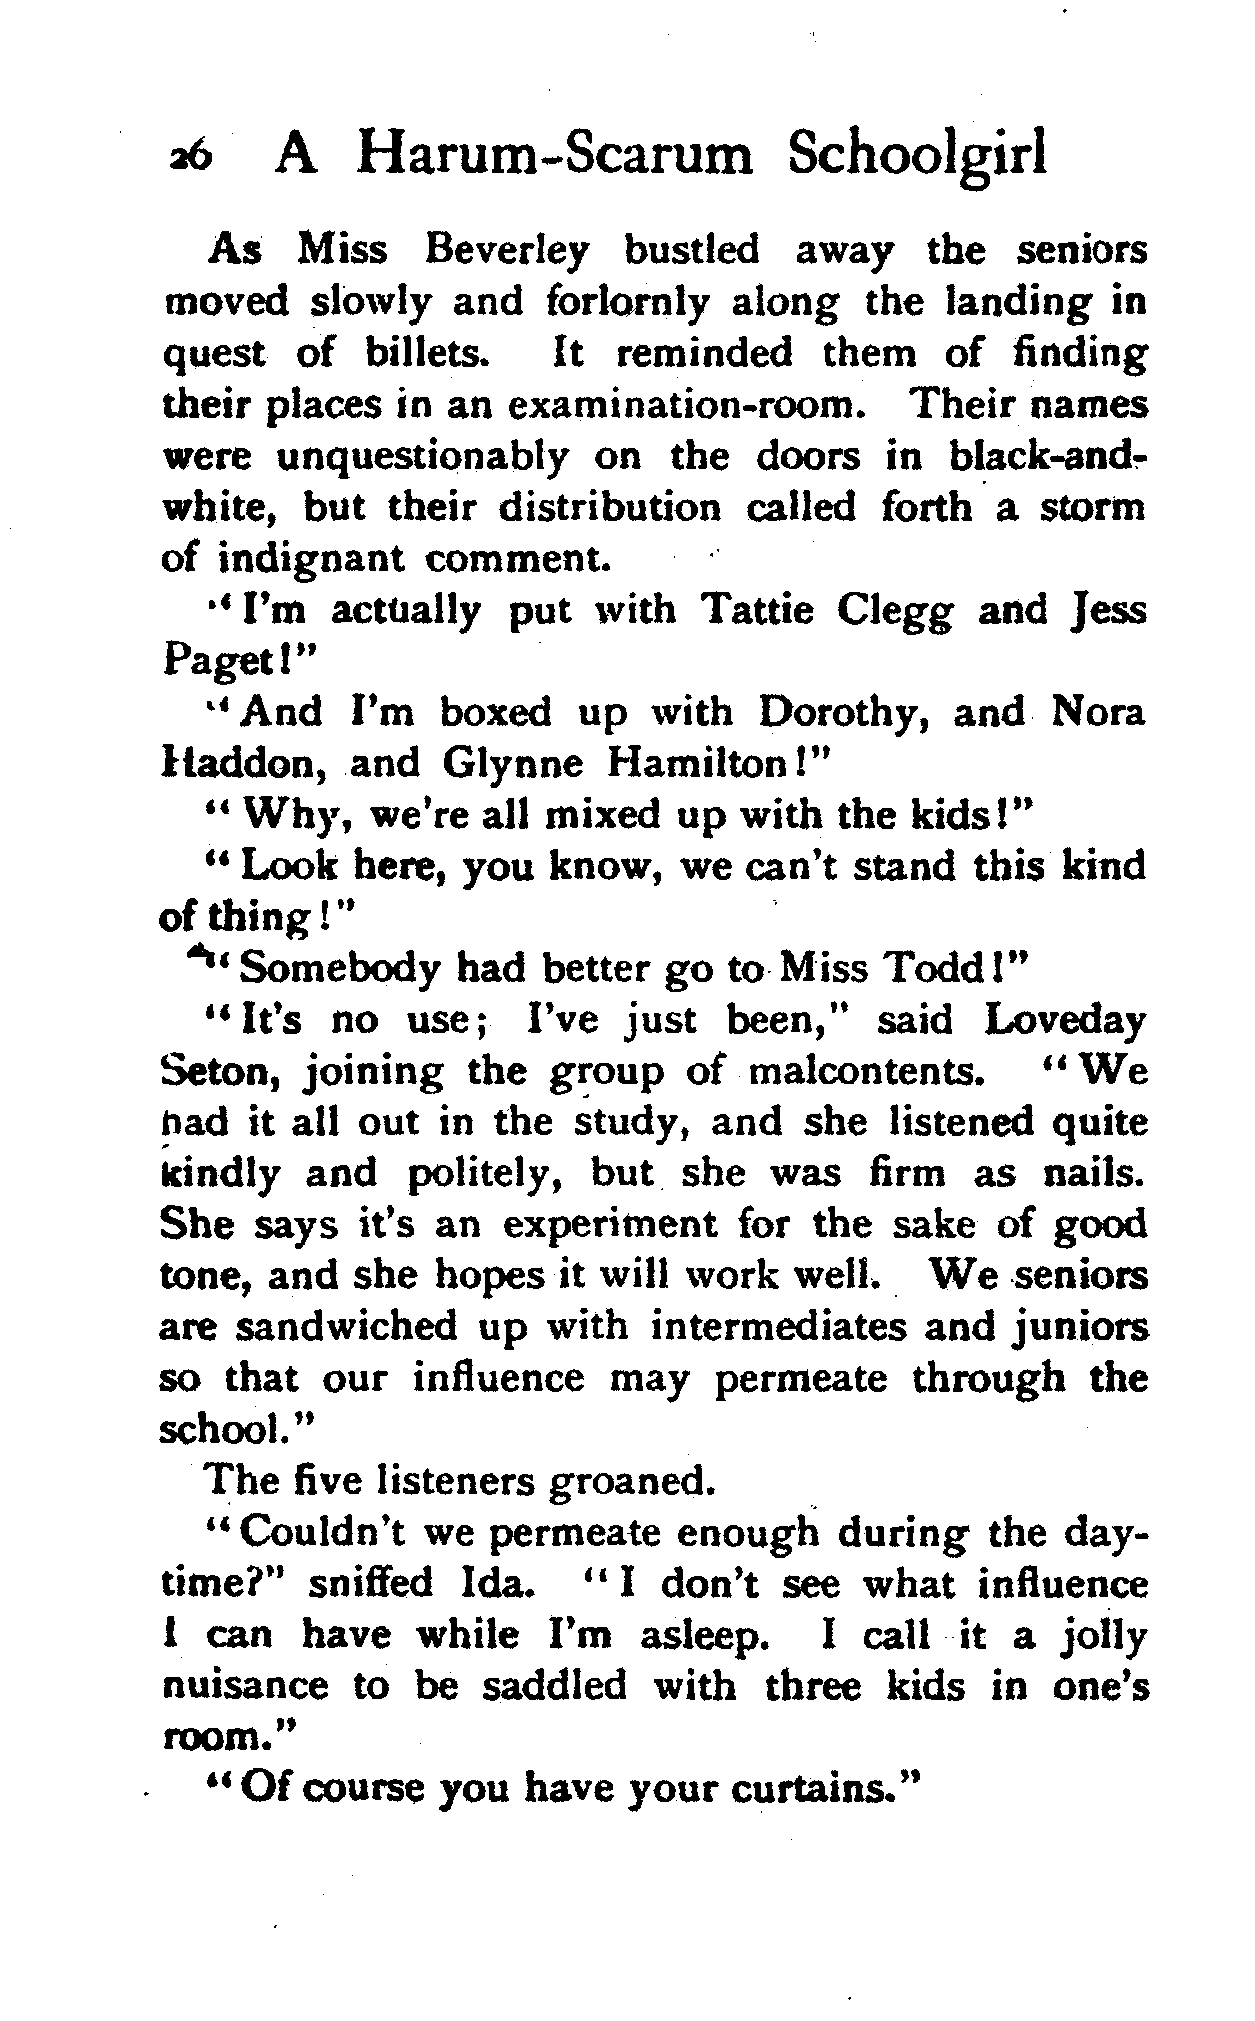 26 A Harum-Scarum Schoolgirl
As Miss Beverley bustled away the seniors
moved slowly and forlornly along the landing in
quest of billets. It reminded them of finding
their places in an examination-room. Their names
were unquestionably on the doors in black-and-
white, but their distribution called forth a storm
of indignant comment.
"I'm actually put with Tattie Clegg and Jess
Paget!"
"And I'm boxed up with Dorothy, and Nora
Haddon, and Glynne Hamilton!"
"Why, we're all mixed up with the kids!"
"Look here, you know, we can't stand this kind
of thing!"
"Somebody had better go to Miss Todd!"
"It's no use; I've just been," said Loveday
Seton, joining the group of malcontents. "We
had it all out in the study, and she listened quite
kindly and politely, but she was firm as nails.
She says it's an experiment for the sake of good
tone, and she hopes it will work well. We seniors
are sandwiched up with intermediates and juniors
so that our influence may permeate through the
school."
The five listeners groaned.
"Couldn't we permeate enough during the day-
time?" sniffed Ida. "I don't see what influence
I can have while I'm asleep. I call it a jolly
nuisance to be saddled with three kids in one's
room."
"Of course you have your curtains."